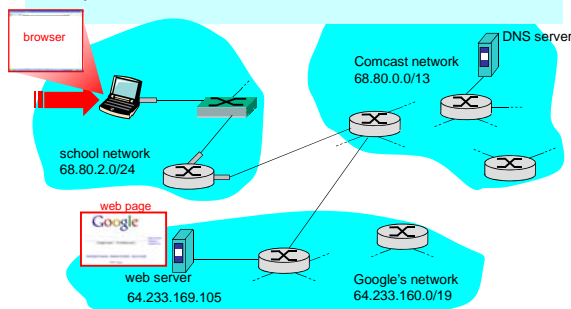 browser
DNS server
Comcast network
68.80.0.0/13
school network
68.80.2.0/24
web page
Google
web server
64.233.169.105
Google's network
64.233.160.0/19